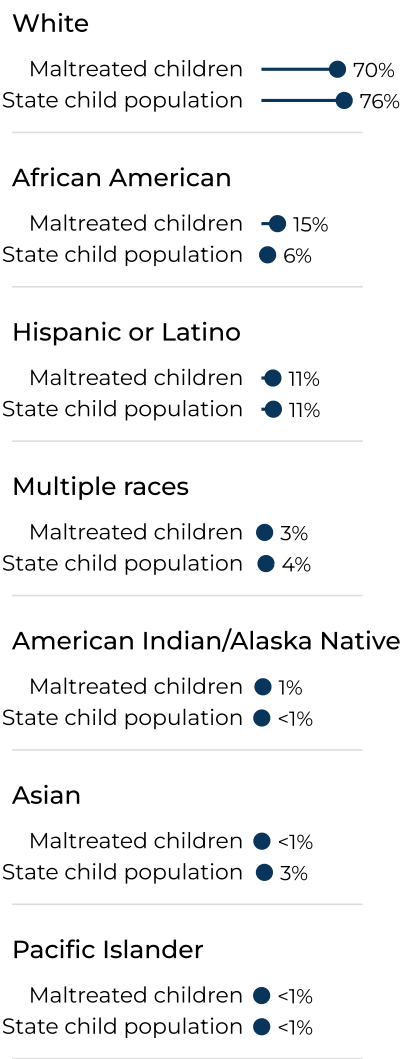 White
Maltreated children 70%
State child population 76%
African American
Maltreated children 15%
State child population 6%
Hispanic or Latino
Maltreated children 11%
State child population 11%
Multiple races
Maltreated children 3%
State child population 4%
American Indian/Alaska Native
Maltreated children 1%
State child population <1%
Asian
Maltreated children <1%
State child population 3%
Pacific Islander
Maltreated children <1%
State child population <1%